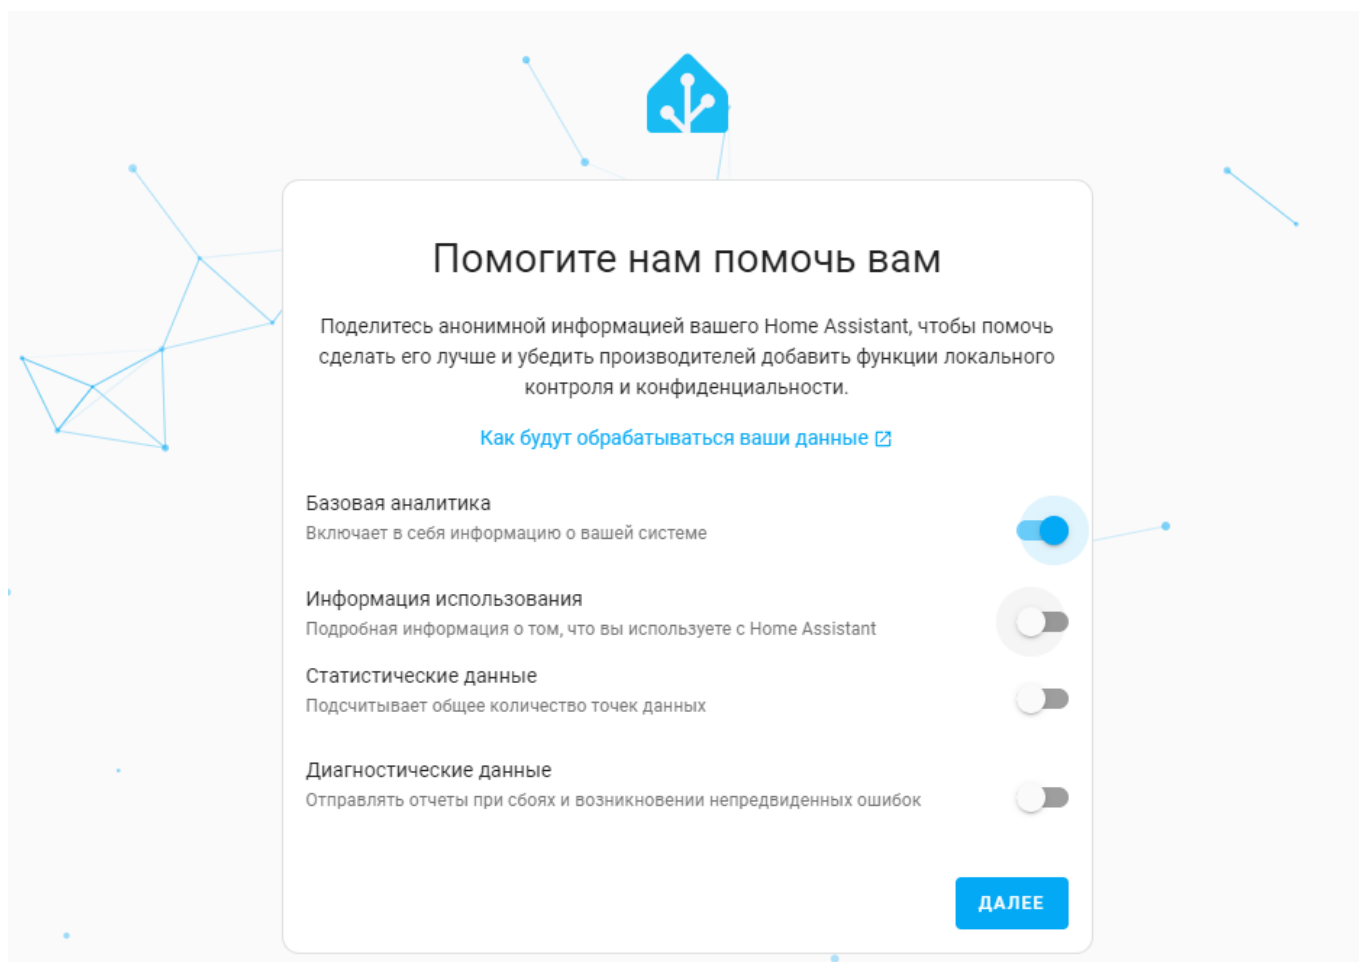 Помогите нам помочь вам
Поделитесь анонимной информацией вашего Home Assistant, чтобы помочь
сделать его лучше и убедить производителей добавить функции локального
контроля и конфиденциальности.
Как будут обрабатываться ваши данные
Базовая аналитика
Включает в себя информацию о вашей системе
Информация использования
Подробная информация о том, что вы используете с Home Assistant
Статистические данные
Подсчитывает общее количество точек данных
Диагностические данные
Отправлять отчеты при сбоях и возникновении непредвиденных ошибок
ДАЛЕЕ